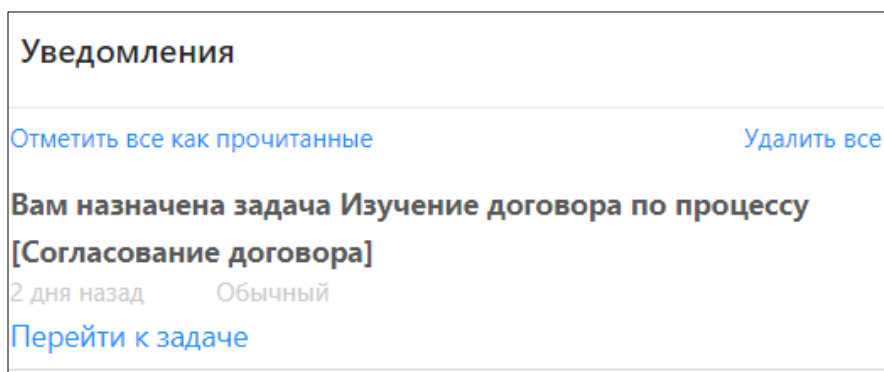 Уведомления
Отметить все как прочитанные Удалить все
Вам назначена задача Изучение договора по процессу
[Согласование договора]
2 дня назад Обычный
Перейти к задаче